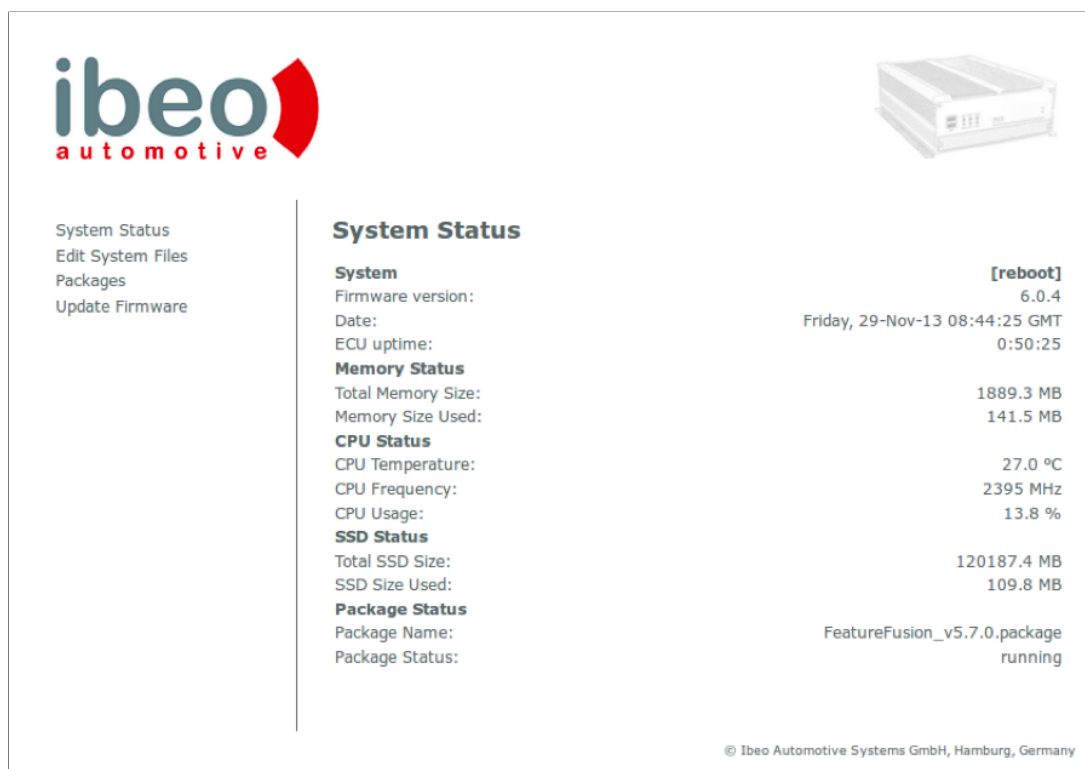 ibeo
automotive
System Status
Edit System Files
Packages
Update Firmware
System Status
System [reboot]
Firmware version: 6.0.4
Date: Friday, 29-Nov-13 08:44:25 GMT
ECU uptime: 0:50:25
Memory Status
Total Memory Size: 1889.3 MB
Memory Size Used: 141.5 MB
CPU Status
CPU Temperature: 27.0 ºC
CPU Frequency: 2395 MHz
CPU Usage: 13.8 %
SSD Status
Total SSD Size: 120187.4 MB
SSD Size Used: 109.8 MB
Package Status
Package Name: FeatureFusion_v5.7.0.package
Package Status: running
© Ibeo Automotive Systems GmbH, Hamburg, Germany